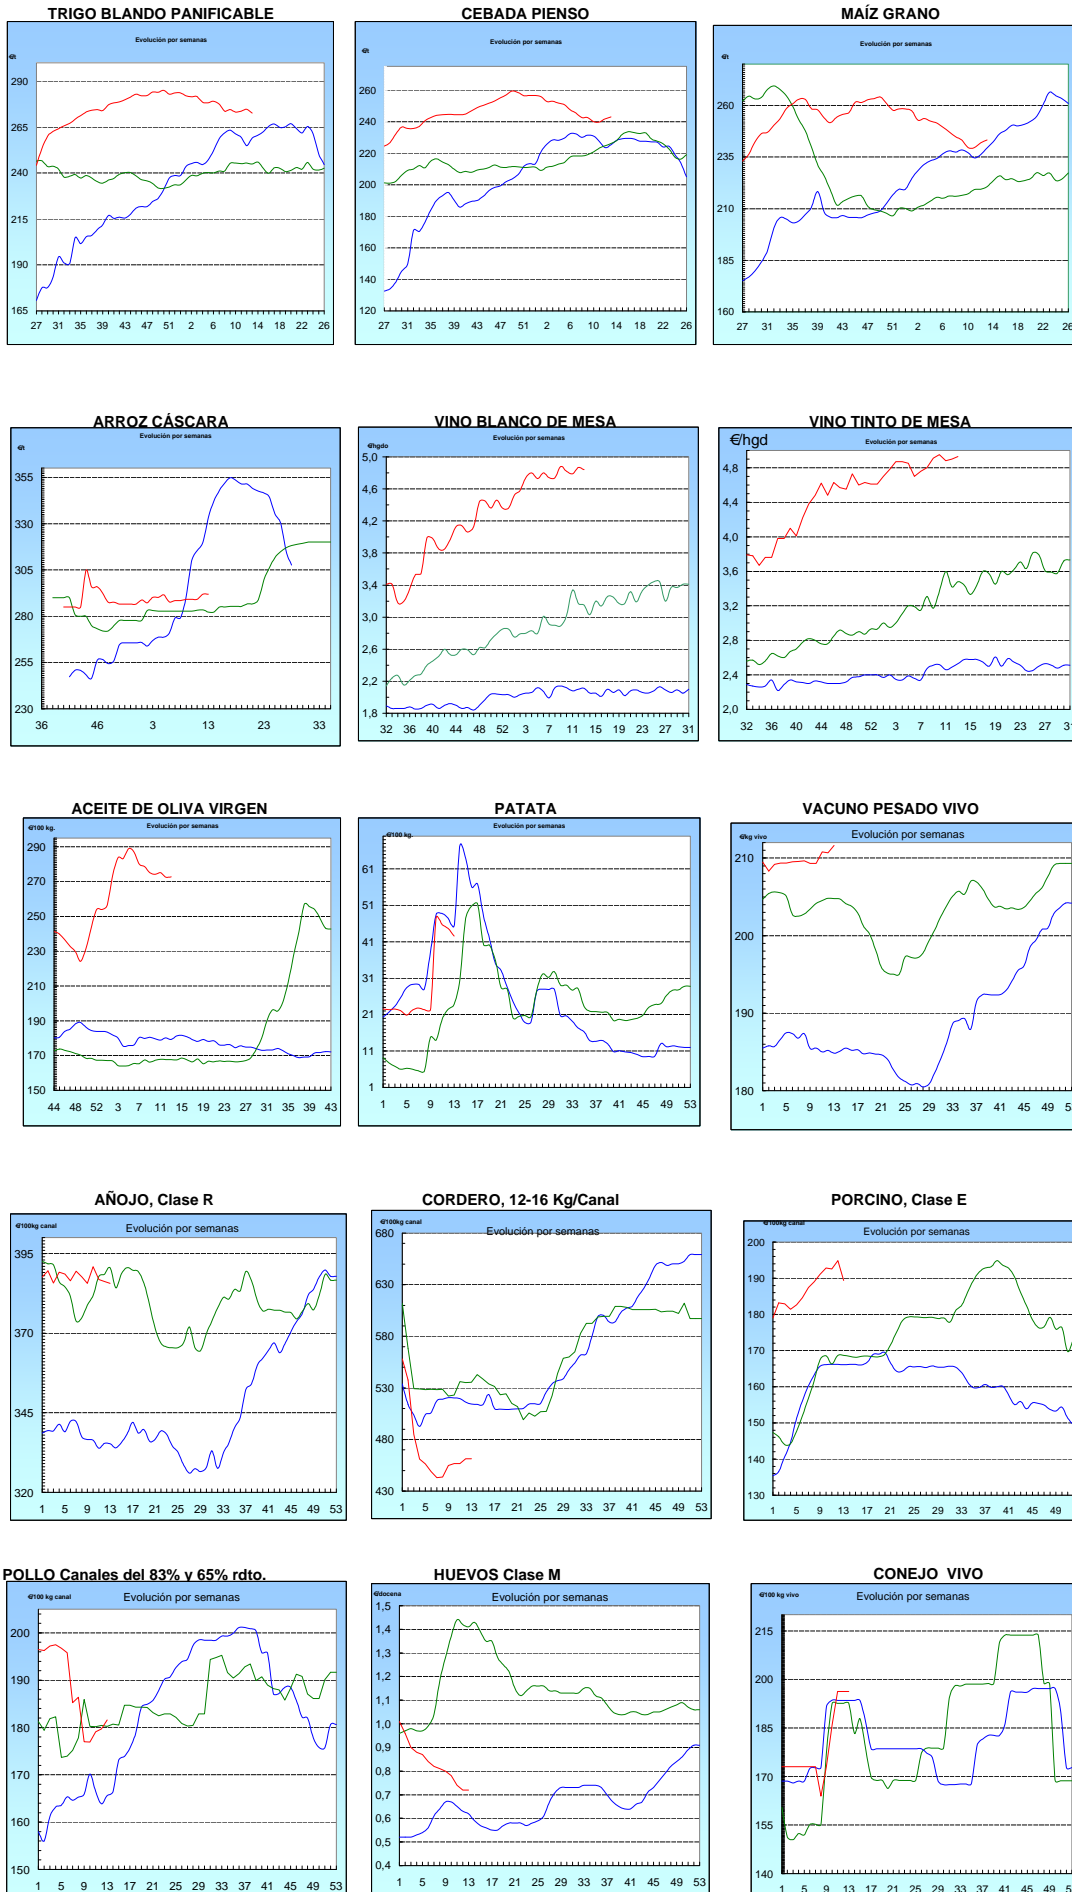 TRIGO BLANDO PANIFICABLE
Evolución por semanas
€/t
290
265
240
215
190
165
27 31 35 39 43 47 51 2 6 10 14 18 22 26
CEBADA PIENSO
Evolución por semanas
€/t
260
240
220
200
180
160
140
120
27 31 35 39 43 47 51 2 6 10 14 18 22 26
MAÍZ GRANO
Evolución por semanas
€/t
260
235
210
185
160
27 31 35 39 43 47 51 2 6 10 14 18 22 26
ARROZ CÁSCARA
Evolución por semanas
€/t
355
330
305
280
255
230
36 46 3 13 23 33
VINO BLANCO DE MESA
€/hgdo
Evolución por semanas
5,0
4,6
4,2
3,8
3,4
3,0
2,6
2,2
1,8
32 36 40 44 48 52 3 7 11 15 19 23 27 31
VINO TINTO DE MESA
€/hgd
Evolución por semanas
4,8
4,4
4,0
3,6
3,2
2,8
2,4
2,0
32 36 40 44 48 52 3 7 11 15 19 23 27 31
ACEITE DE OLIVA VIRGEN
€/100 kg.
Evolución por semanas
290
270
250
230
210
190
170
150
44 48 52 3 7 11 15 19 23 27 31 35 39 43
PATATA
Evolución por semanas
€/100 kg.
61
51
41
31
21
11
1
1 5 9 13 17 21 25 29 33 37 41 45 49 53
VACUNO PESADO VIVO
€/kg vivo
Evolución por semanas
210
200
190
180
1 5 9 13 17 21 25 29 33 37 41 45 49 53
AÑOJO, Clase R
€/100kg canal
Evolución por semanas
395
370
345
320
1 5 9 13 17 21 25 29 33 37 41 45 49 53
CORDERO, 12-16 Kg/Canal
€/100kg canal
Evolución por semanas
680
630
580
530
480
430
1 5 9 13 17 21 25 29 33 37 41 45 49 53
PORCINO, Clase E
€/100kg canal
Evolución por semanas
200
190
180
170
160
150
140
130
1 5 9 13 17 21 25 29 33 37 41 45 49
POLLO Canales del 83% y 65% rdto.
€/100 kg canal
Evolución por semanas
200
190
180
170
160
150
1 5 9 13 17 21 25 29 33 37 41 45 49 53
HUEVOS Clase M
€/docena
Evolución por semanas
1,5
1,4
1,3
1,2
1,1
1,0
0,9
0,8
0,7
0,6
0,5
0,4
1 5 9 13 17 21 25 29 33 37 41 45 49 53
CONEJO VIVO
€/100 kg vivo
Evolución por semanas
215
200
185
170
155
140
1 5 9 13 17 21 25 29 33 37 41 45 49